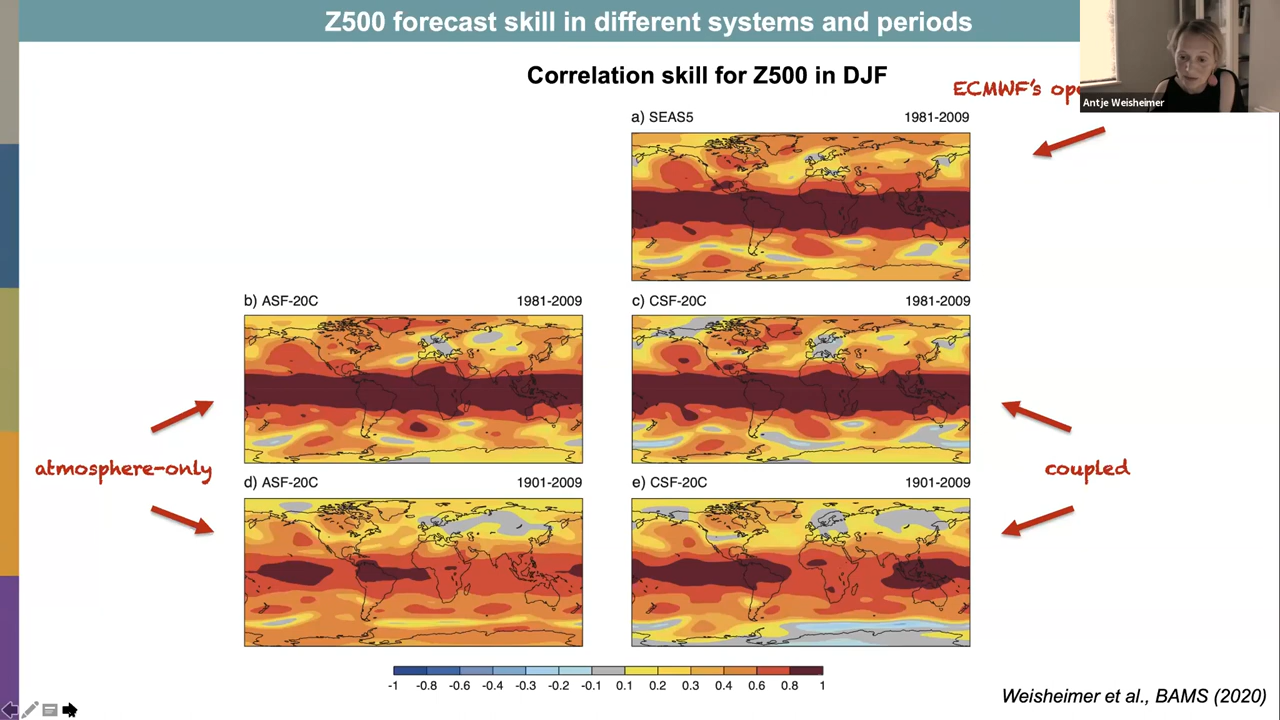 Z500 forecast skill in different systems and periods
Correlation skill for Z500 in DJF
ECMWF's
Antje Weisheimer
a) SEAS5 1981-2009
b) ASF-20C 1981-2009
c) CSF-20C 1981-2009
atmosphere-only
coupled
d) ASF-20C 1901-2009
e) CSF-20C 1901-2009
-1 -0.8 -0.6 -0.4 -0.3 -0.2 -0.1 0.1 0.2 0.3 0.4 0.6 0.8 1
Weisheimer et al., BAMS (2020)